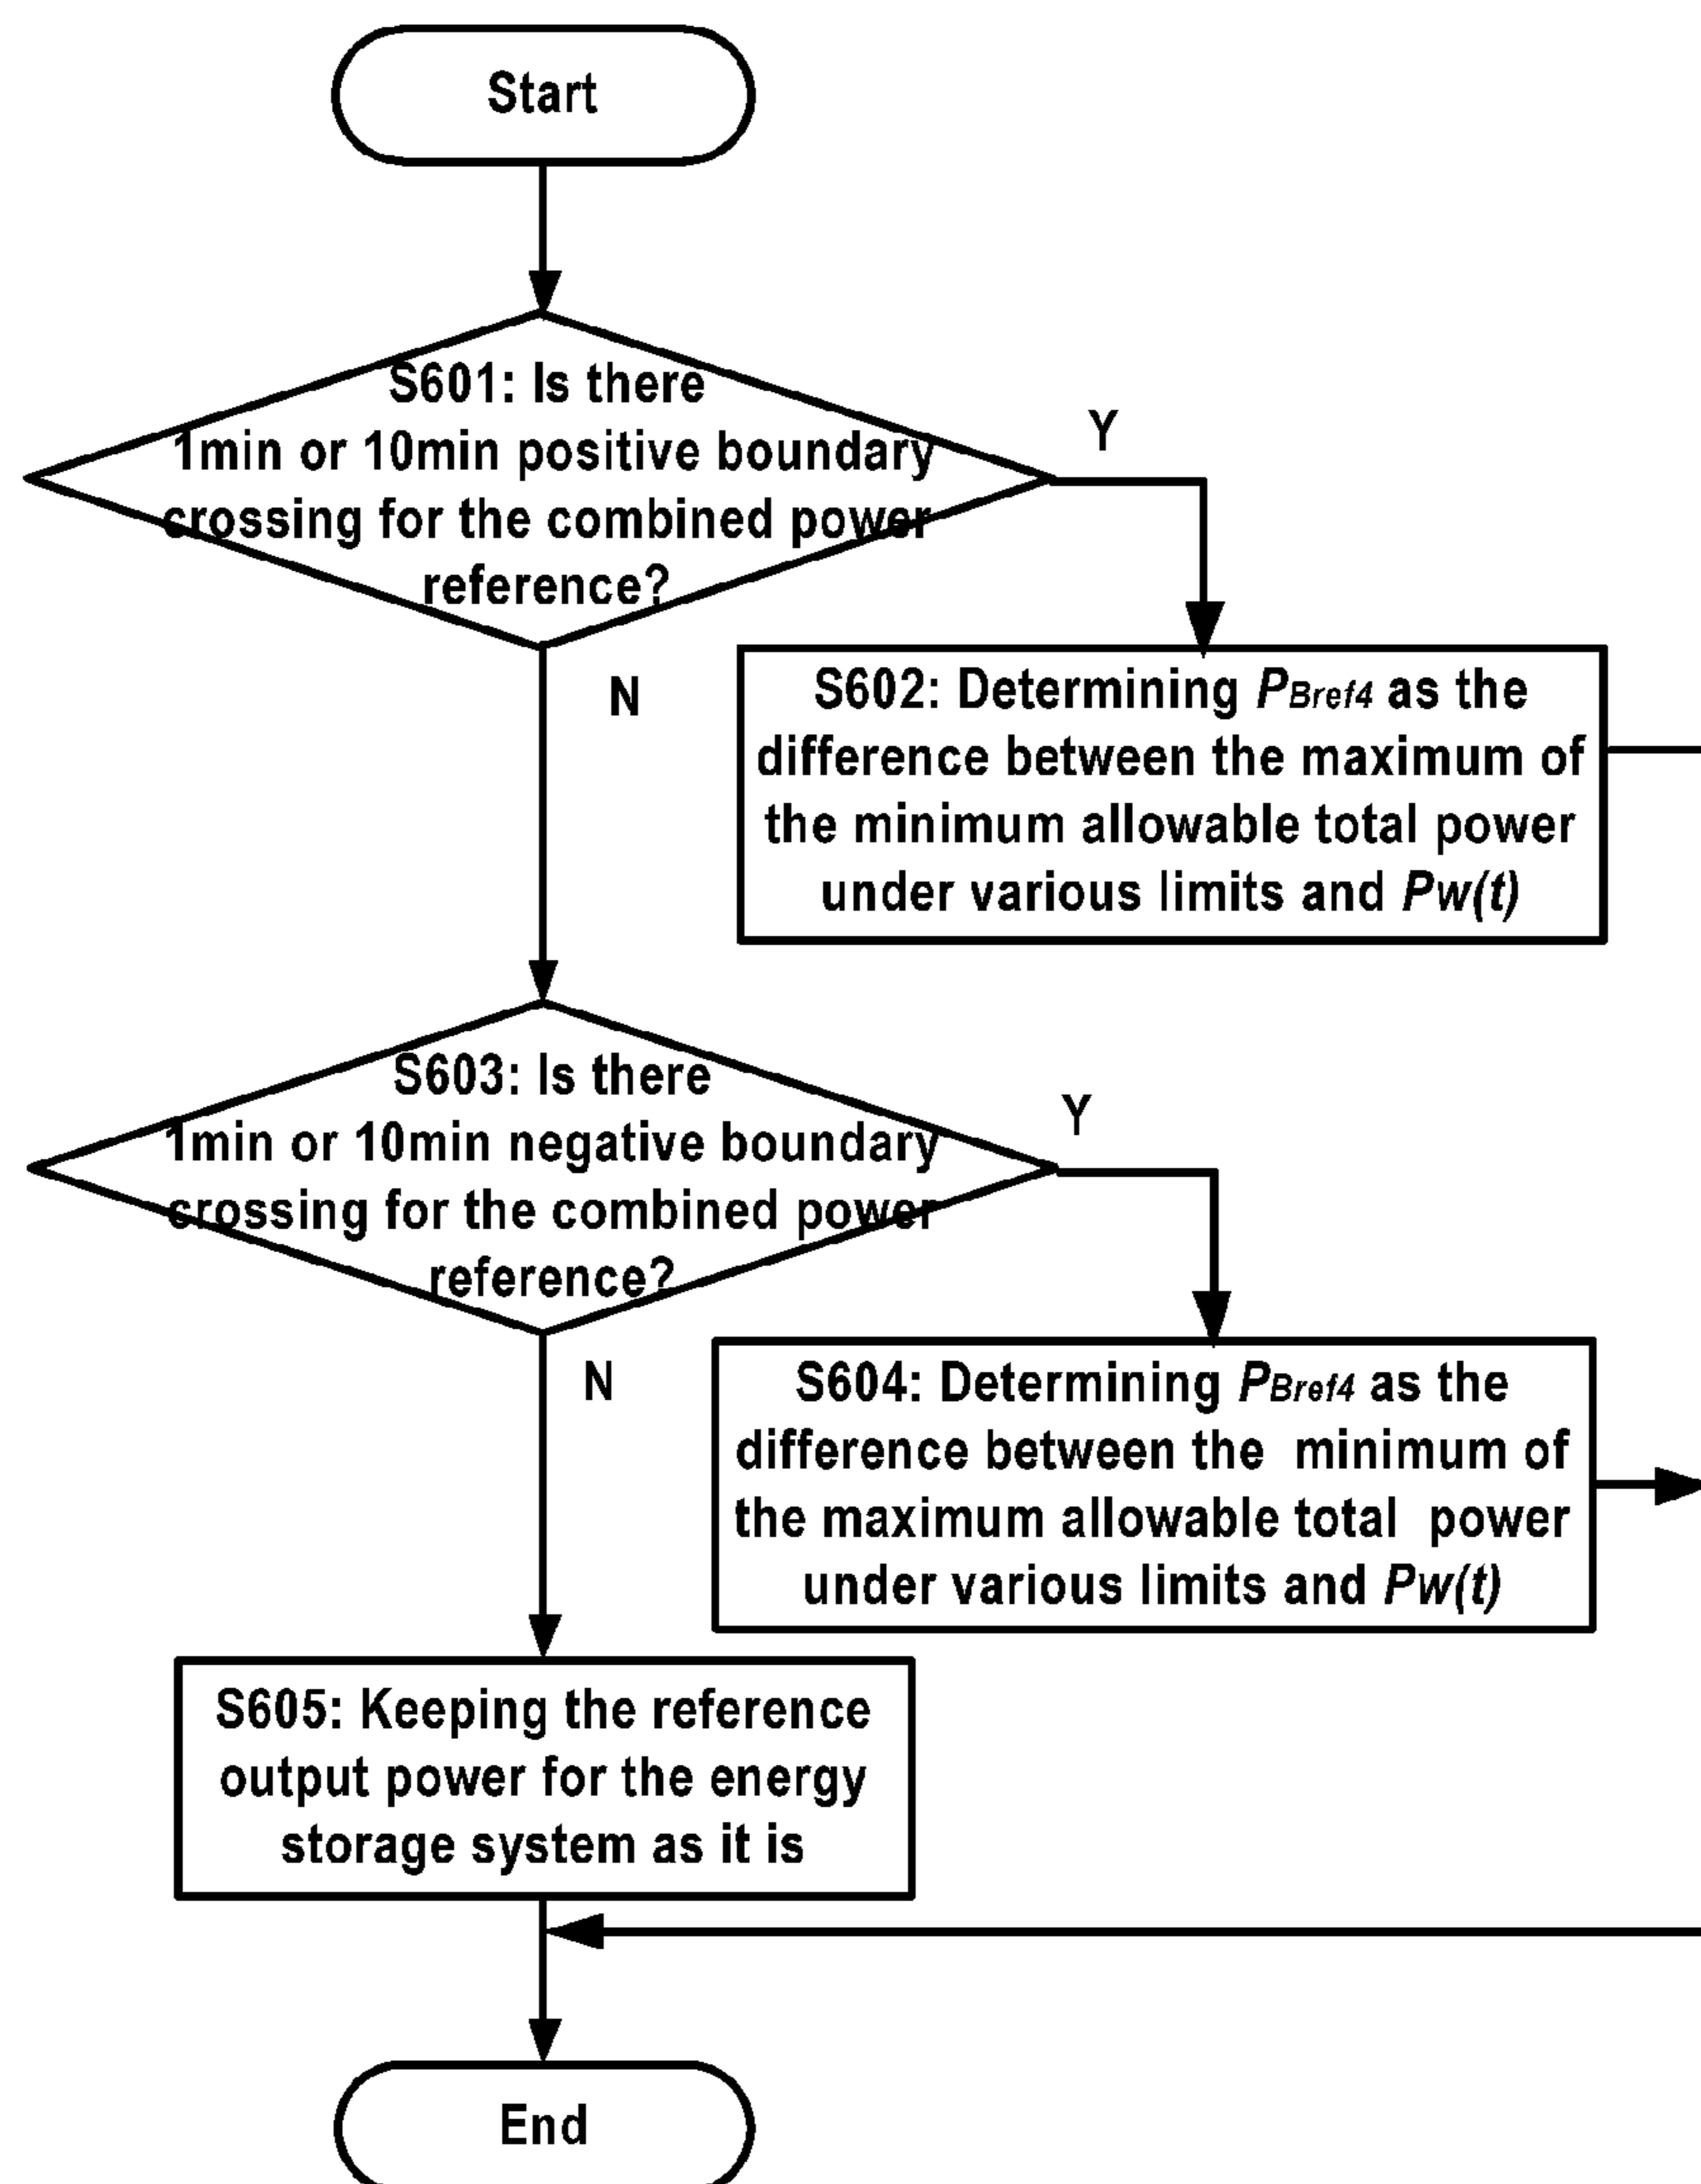 Start
S601: Is there
1min or 10min positive boundary
crossing for the combined power
reference?
Y
N
S602: Determining PBref4 as the
difference between the maximum of
the minimum allowable total power
under various limits and Pw(t)
S603: Is there
1min or 10min negative boundary
crossing for the combined power
reference?
Y
N
S604: Determining PBref4 as the
difference between the minimum of
the maximum allowable total power
under various limits and Pw(t)
S605: Keeping the reference
output power for the energy
storage system as it is
End